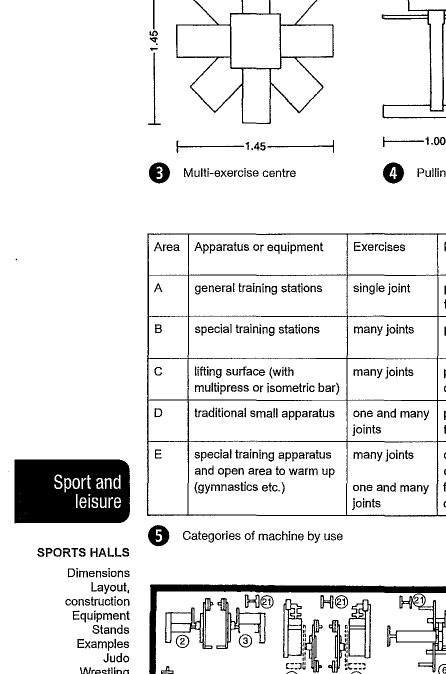 1.45
1.45
1.00
3 Multi-exercise centre
4
Area Apparatus or equipment Exercises
A general training stations single joint
B special training stations many joints
C lifting surface (with many joints
multipress or isometric bar)
D traditional small apparatus one and many
joints
E special training apparatus many joints
and open area to warm up
(gymnastics etc.) one and many
joints
5 Categories of machine by use
Sport and
leisure
SPORTS HALLS
Dimensions
Layout,
construction
Equipment
Stands
Examples
Judo
Wrestling
21 21 21
2 3